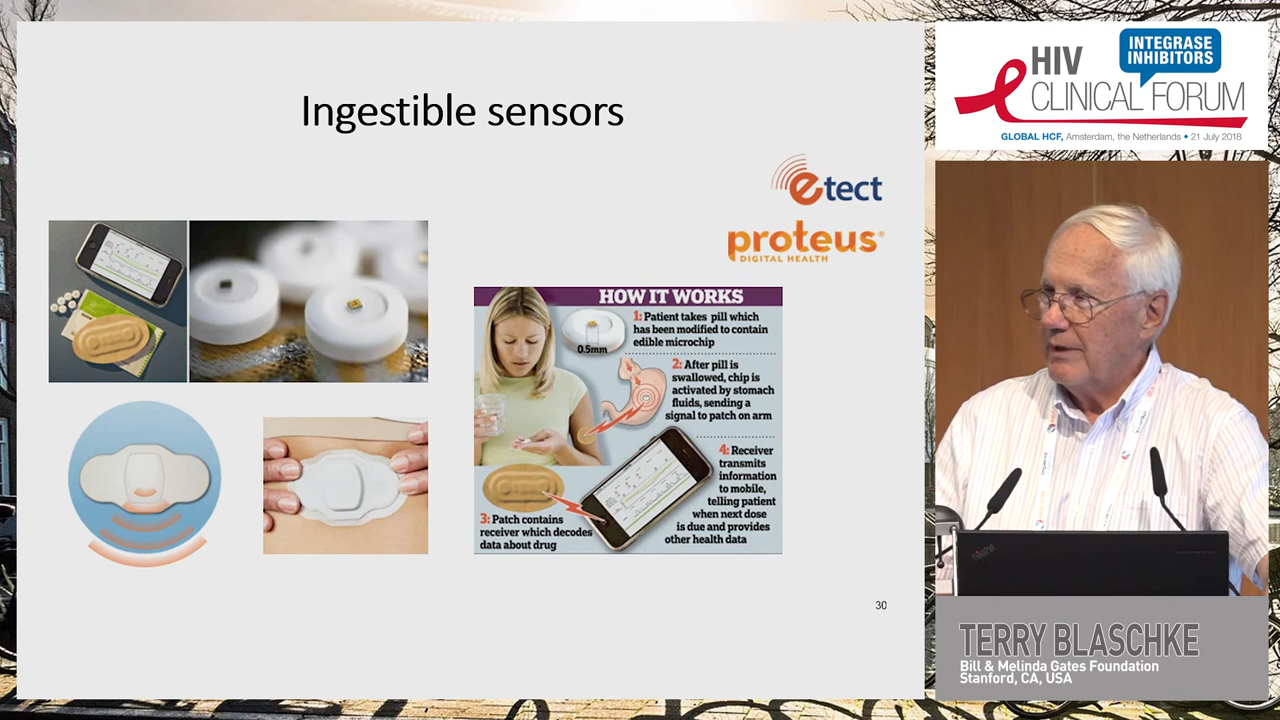 Ingestible sensors
etect
proteus®
DIGITAL HEALTH
HOW IT WORKS
1: Patient takes pill which
has been modified to contain
edible microchip
0.5mm
2: After pill is
swallowed, chip is
activated by stomach
fluids, sending a
signal to patch on arm
3: Patch contains
receiver which decodes
data about drug
4: Receiver
transmits
information
to mobile,
telling patient
when next dose
is due and provides
other health data
30
HIV
INTEGRASE
INHIBITORS
CLINICAL FORUM
GLOBAL HCF, Amsterdam, the Netherlands • 21 July 2018
ThinkPad
TERRY BLASCHKE
Bill & Melinda Gates Foundation
Stanford, CA, USA